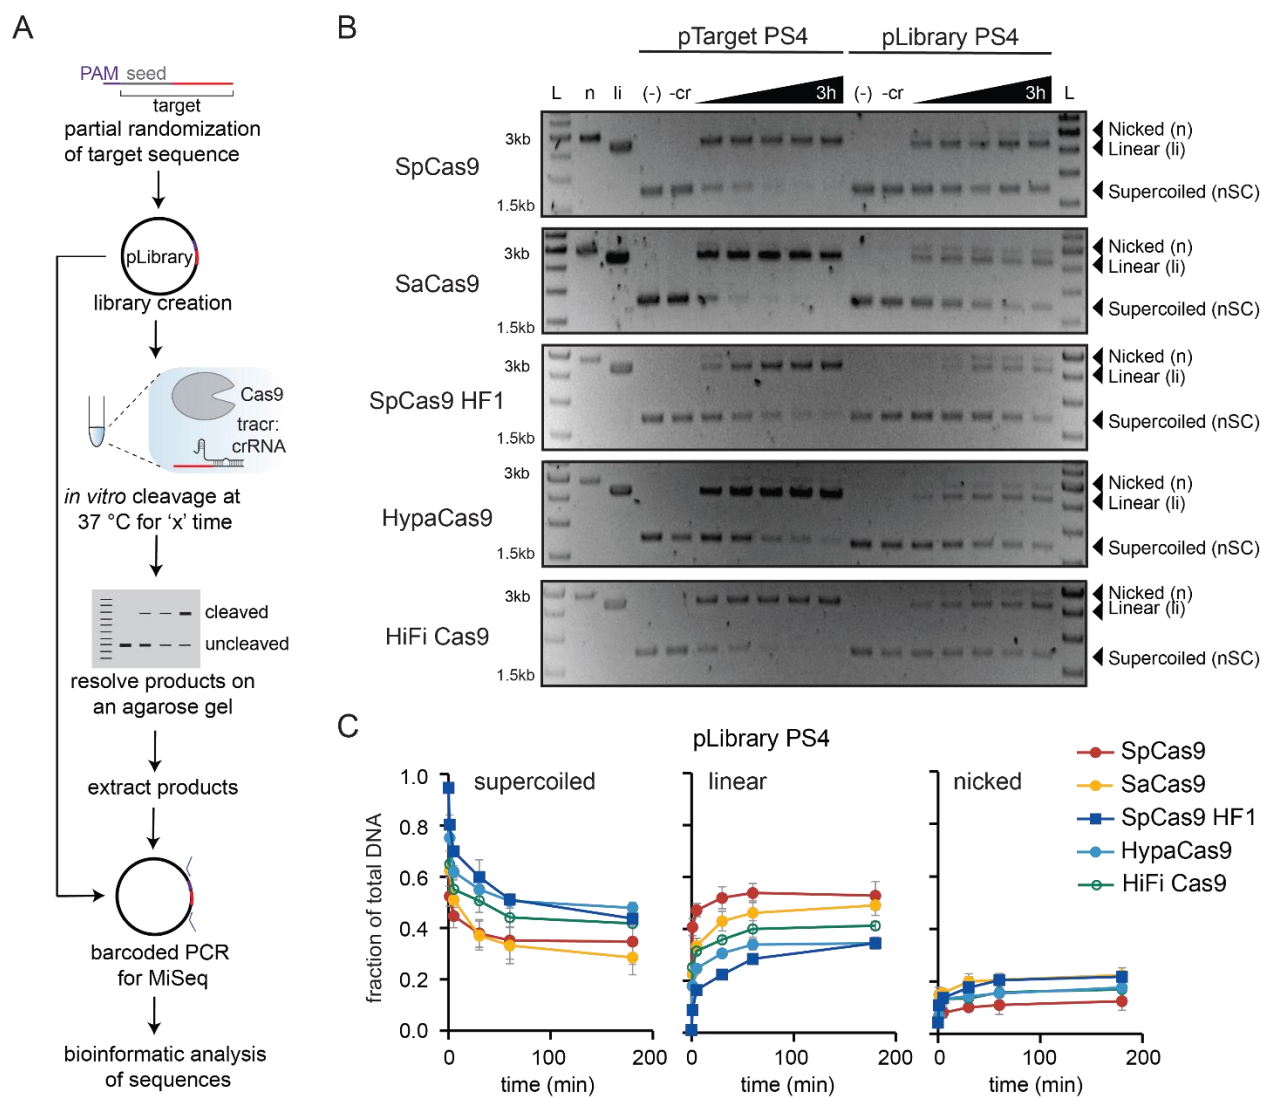 A
PAM seed
target
partial randomization
of target sequence
pLibrary
library creation
Cas9
tracr:
crRNA
in vitro cleavage at
37 °C for ‘x’ time
cleaved
uncleaved
resolve products on
an agarose gel
extract products
barcoded PCR
for MiSeq
bioinformatic analysis
of sequences
B
pTarget PS4 pLibrary PS4
L n li (-) -cr 3h (-) -cr 3h L
SpCas9
3kb
1.5kb
Nicked (n)
Linear (li)
Supercoiled (nSC)
SaCas9
3kb
1.5kb
Nicked (n)
Linear (li)
Supercoiled (nSC)
SpCas9 HF1
3kb
1.5kb
Nicked (n)
Linear (li)
Supercoiled (nSC)
HypaCas9
3kb
1.5kb
Nicked (n)
Linear (li)
Supercoiled (nSC)
HiFi Cas9
3kb
1.5kb
Nicked (n)
Linear (li)
Supercoiled (nSC)
C
pLibrary PS4
fraction of total DNA
1.0
0.8
0.6
0.4
0.2
0.0
supercoiled
0 100 200
time (min)
linear
0 100 200
time (min)
nicked
0 100 200
time (min)
SpCas9
SaCas9
SpCas9 HF1
HypaCas9
HiFi Cas9